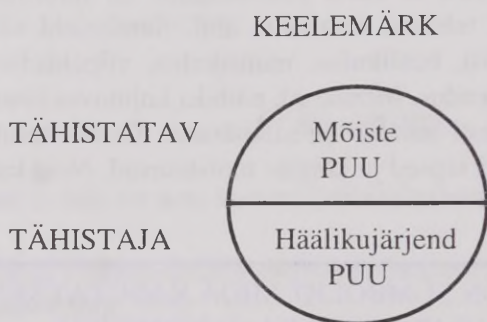 KEELEMÄRK
TÄHISTATAV
Mõiste
PUU
TÄHISTAJA
Häälikujärjend
PUU